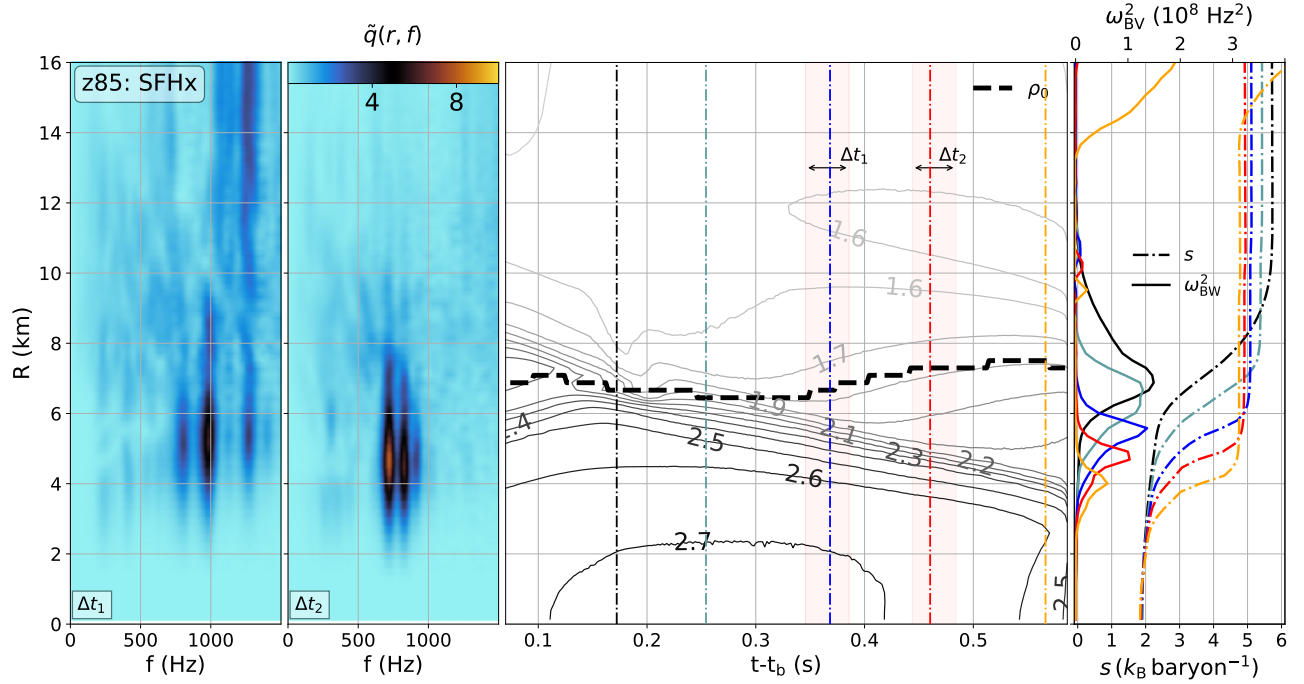 q̃(r, f)
ω²_BV (10⁸ Hz²)
0 1 2 3
z85: SFHx
4 8
16
14
12
10
8
6
4
2
0
R (km)
Δt₁
Δt₂
0 500 1000
f (Hz)
0 500 1000
f (Hz)
ρ₀
Δt₁
Δt₂
1.6
1.6
1.7
1.9
2.1
2.3
2.2
2.4
2.5
2.6
2.7
2.5
0.1 0.2 0.3 0.4 0.5
t-t_b (s)
s
ω²_BW
0 1 2 3 4 5 6
s (k_B baryon⁻¹)